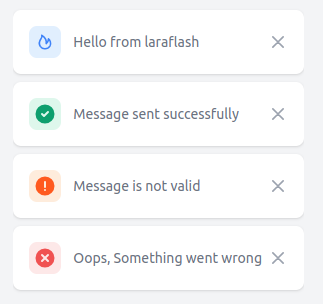 Hello from laraflash
Message sent successfully
Message is not valid
Oops, Something went wrong